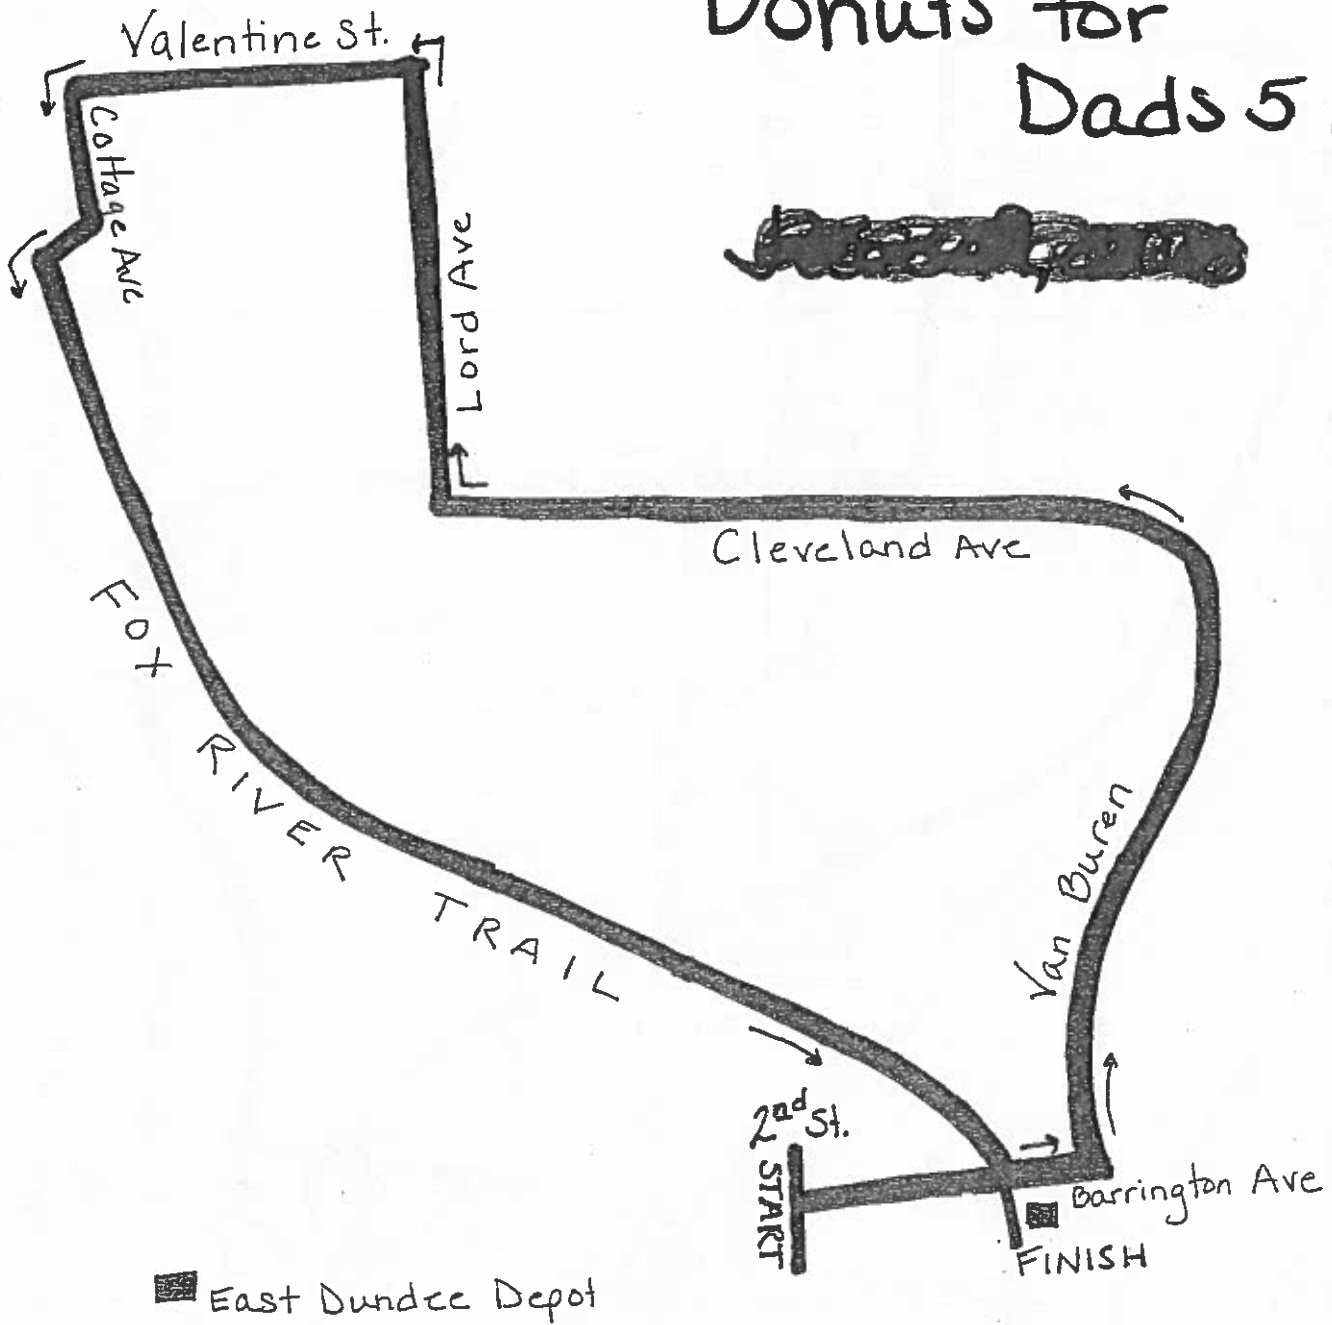 Donuts for
Dads 5
Valentine St.
Cottage Ave
Lord Ave
Cleveland Ave
FOX RIVER TRAIL
Van Buren
2nd St.
START
Barrington Ave
FINISH
East Dundee Depot